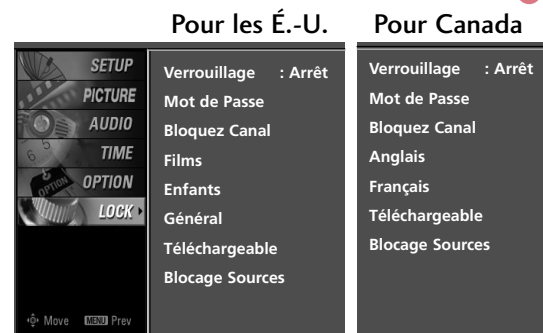 Pour les É.-U.
Pour Canada
SETUP
PICTURE
AUDIO
TIME
OPTION
LOCK
Move MENU Prev
Verrouillage : Arrêt
Mot de Passe
Bloquez Canal
Films
Enfants
Général
Téléchargeable
Blocage Sources
Verrouillage : Arrêt
Mot de Passe
Bloquez Canal
Anglais
Français
Téléchargeable
Blocage Sources